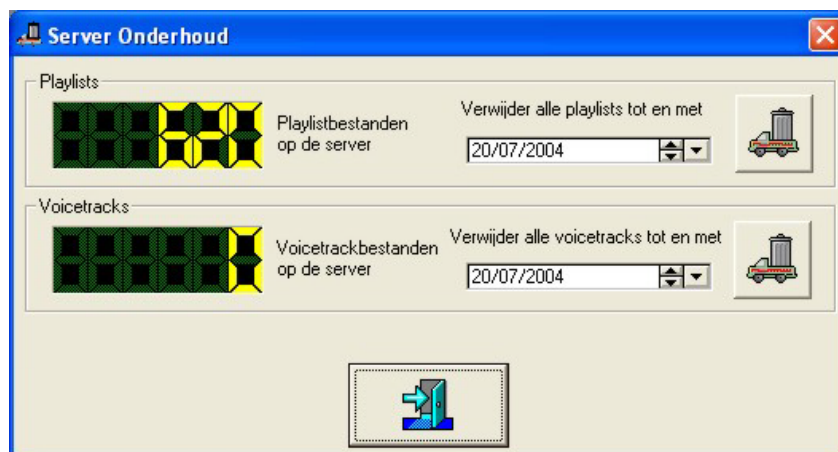 Server Onderhoud
Playlists
Playlistbestanden
op de server
Verwijder alle playlists tot en met
20/07/2004
Voicetracks
Voicetrackbestanden
op de server
Verwijder alle voicetracks tot en met
20/07/2004